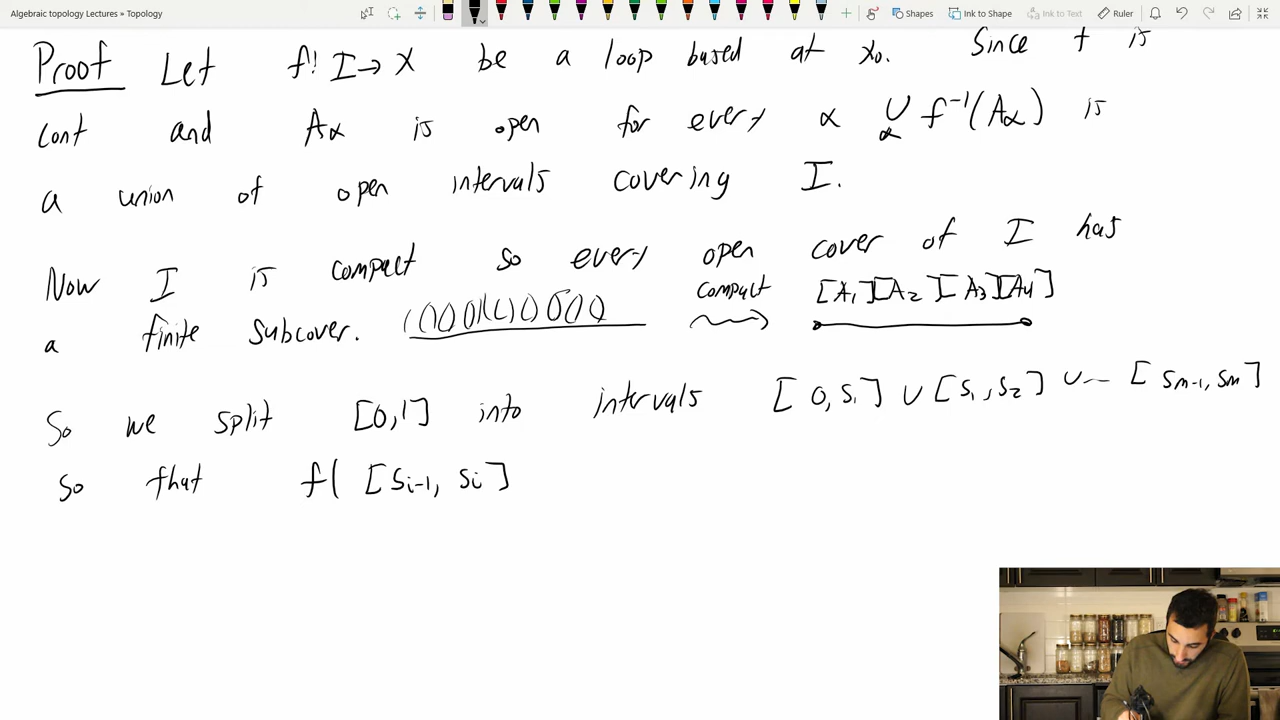 Algebraic topology Lectures » Topology
Shapes Ink to Shape Ink to Text Ruler
Proof Let f: I → X be a loop based at x₀. Since f is
cont and Aα is open for every α ∪α f⁻¹(Aα) is
a union of open intervals covering I.
Now I is compact so every open cover of I has
a finite subcover. compact [A₁][A₂][A₃][A₄]
So we split [0,1] into intervals [0,s₁] ∪ [s₁,s₂] ∪ ... [sₘ₋₁,sₘ]
so that f( [sᵢ₋₁, sᵢ]